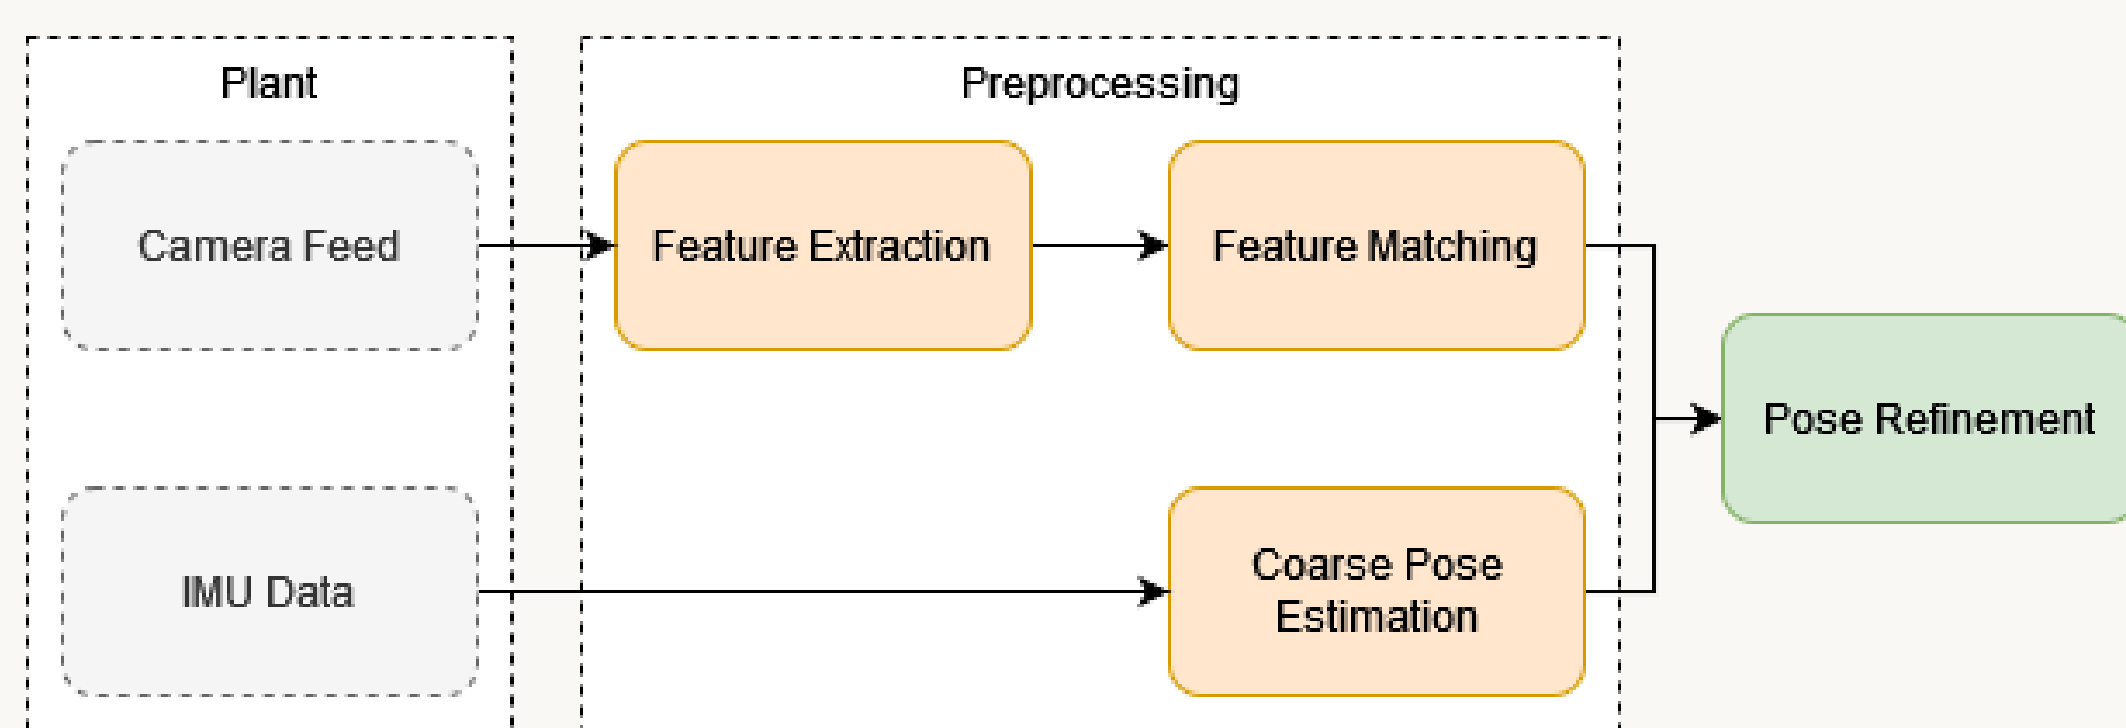 Plant
Preprocessing
Camera Feed
Feature Extraction
Feature Matching
Pose Refinement
IMU Data
Coarse Pose
Estimation